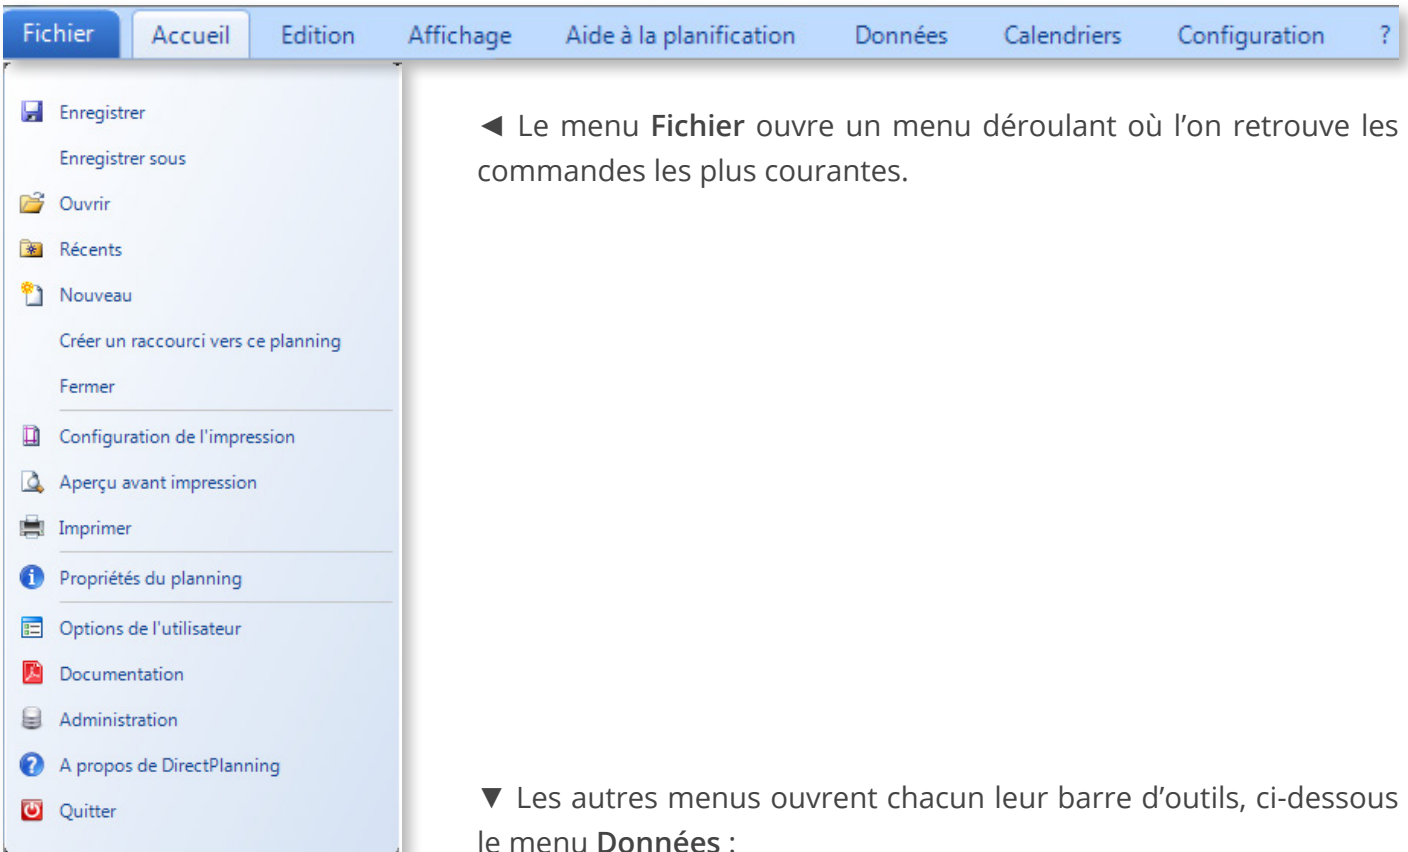 Fichier Accueil Edition Affichage Aide à la planification Données Calendriers Configuration ?
Enregistrer
Enregistrer sous
Ouvrir
Récents
Nouveau
Créer un raccourci vers ce planning
Fermer
Configuration de l'impression
Aperçu avant impression
Imprimer
Propriétés du planning
Options de l'utilisateur
Documentation
Administration
A propos de DirectPlanning
Quitter
◄ Le menu Fichier ouvre un menu déroulant où l’on retrouve les
commandes les plus courantes.
▼ Les autres menus ouvrent chacun leur barre d’outils, ci-dessous
le menu Données :